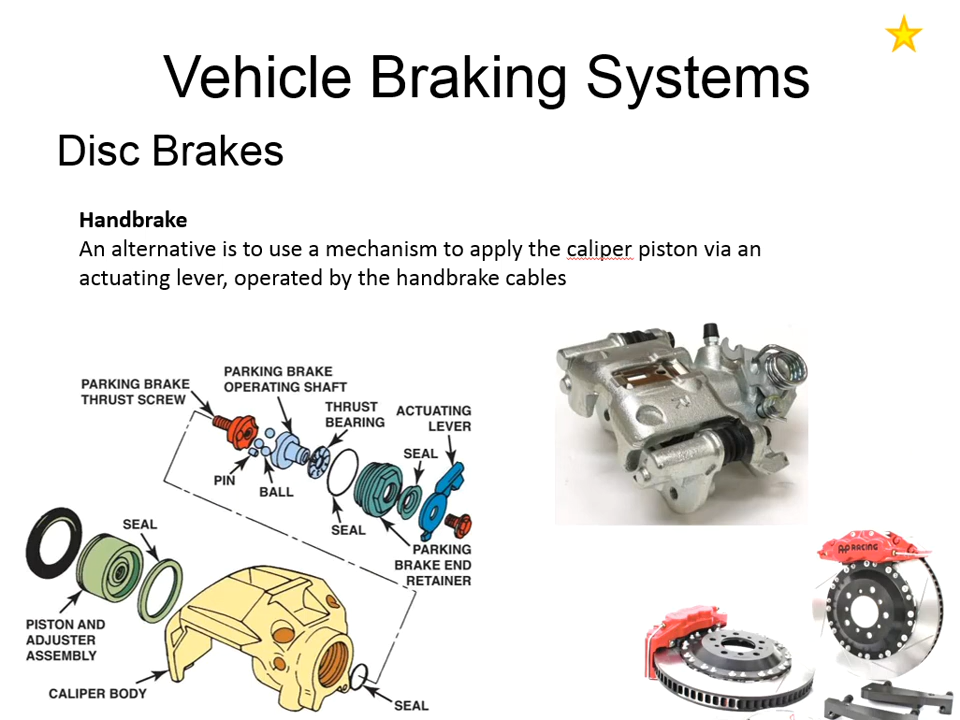 Vehicle Braking Systems
Disc Brakes
Handbrake
An alternative is to use a mechanism to apply the caliper piston via an
actuating lever, operated by the handbrake cables
PARKING BRAKE
THRUST SCREW
PARKING BRAKE
OPERATING SHAFT
THRUST
BEARING
ACTUATING
LEVER
SEAL
PIN
BALL
SEAL
PARKING
BRAKE END
RETAINER
SEAL
PISTON AND
ADJUSTER
ASSEMBLY
CALIPER BODY
SEAL
AP RACING